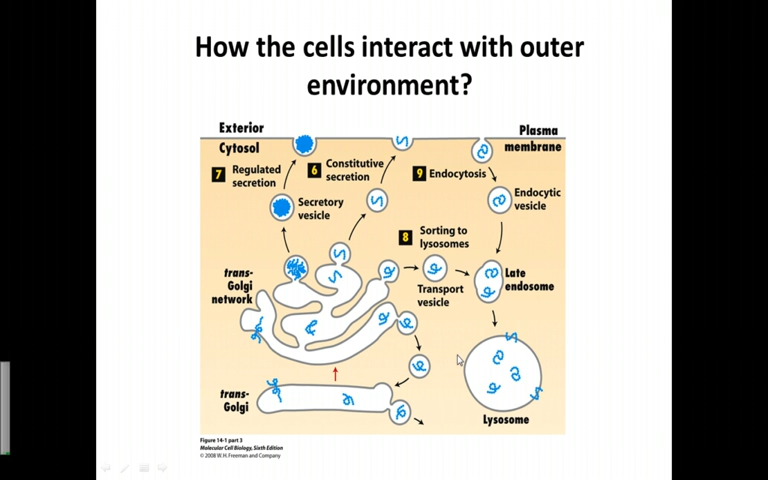 How the cells interact with outer
environment?
Exterior
Cytosol
Plasma
membrane
7 Regulated
secretion
6 Constitutive
secretion
9 Endocytosis
Secretory
vesicle
Endocytic
vesicle
8 Sorting to
lysosomes
trans-
Golgi
network
Transport
vesicle
Late
endosome
trans-
Golgi
Lysosome
Figure 14-1 part 3
Molecular Cell Biology, Sixth Edition
© 2008 W.H. Freeman and Company